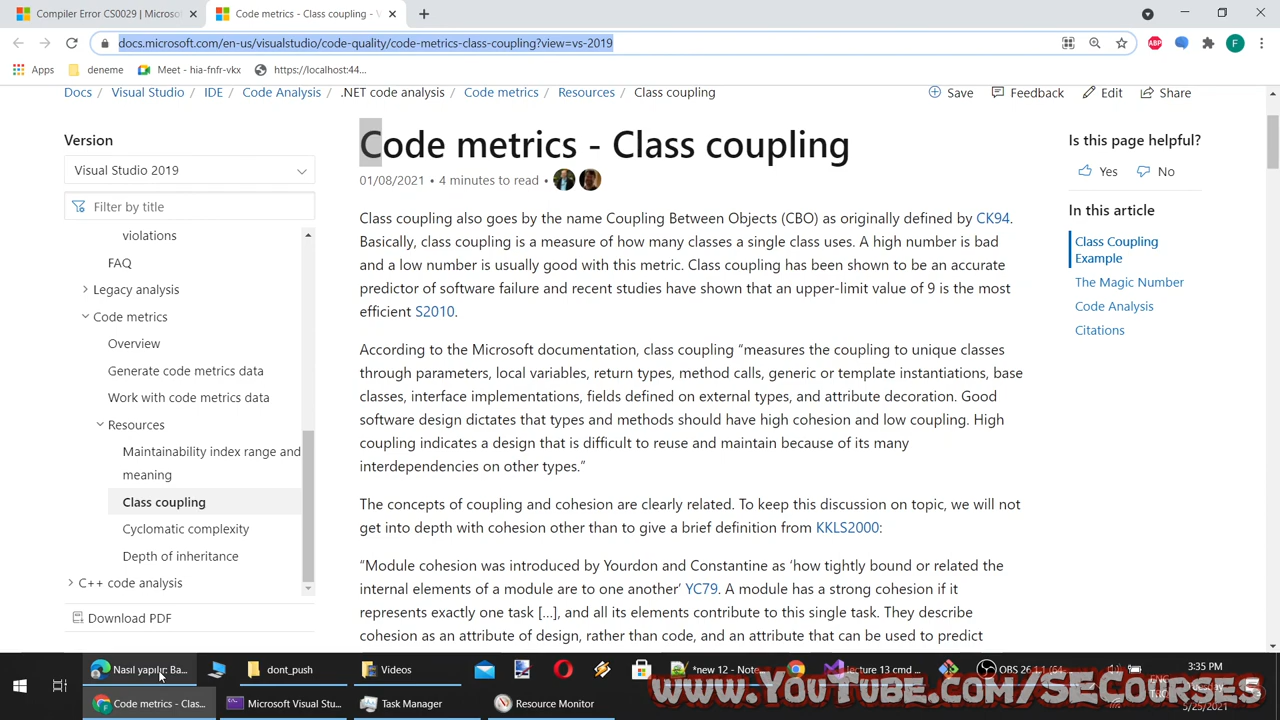 Compiler Error CS0029 | Microsof
Code metrics - Class coupling - V
docs.microsoft.com/en-us/visualstudio/code-quality/code-metrics-class-coupling?view=vs-2019
ABP
F
Apps
deneme
Meet - hia-fnfr-vkx
https://localhost:44...
Docs / Visual Studio / IDE / Code Analysis / .NET code analysis / Code metrics / Resources / Class coupling
Save
Feedback
Edit
Share
Version
Visual Studio 2019
Filter by title
violations
FAQ
Legacy analysis
Code metrics
Overview
Generate code metrics data
Work with code metrics data
Resources
Maintainability index range and
meaning
Class coupling
Cyclomatic complexity
Depth of inheritance
C++ code analysis
Download PDF
Code metrics - Class coupling
01/08/2021 • 4 minutes to read •
Class coupling also goes by the name Coupling Between Objects (CBO) as originally defined by CK94.
Basically, class coupling is a measure of how many classes a single class uses. A high number is bad
and a low number is usually good with this metric. Class coupling has been shown to be an accurate
predictor of software failure and recent studies have shown that an upper-limit value of 9 is the most
efficient S2010.
According to the Microsoft documentation, class coupling “measures the coupling to unique classes
through parameters, local variables, return types, method calls, generic or template instantiations, base
classes, interface implementations, fields defined on external types, and attribute decoration. Good
software design dictates that types and methods should have high cohesion and low coupling. High
coupling indicates a design that is difficult to reuse and maintain because of its many
interdependencies on other types.”
The concepts of coupling and cohesion are clearly related. To keep this discussion on topic, we will not
get into depth with cohesion other than to give a brief definition from KKLS2000:
“Module cohesion was introduced by Yourdon and Constantine as ‘how tightly bound or related the
internal elements of a module are to one another’ YC79. A module has a strong cohesion if it
represents exactly one task […], and all its elements contribute to this single task. They describe
cohesion as an attribute of design, rather than code, and an attribute that can be used to predict
Is this page helpful?
Yes
No
In this article
Class Coupling
Example
The Magic Number
Code Analysis
Citations
Nasıl yapılır: Ba...
dont_push
Videos
*new 12 - Note...
lecture 13 cmd ...
OBS 26.1.1 (64...
3:35 PM
Code metrics - Clas...
Microsoft Visual Stu...
Task Manager
Resource Monitor
ENG
5/25/2021
www.YouTube.com/SECourses